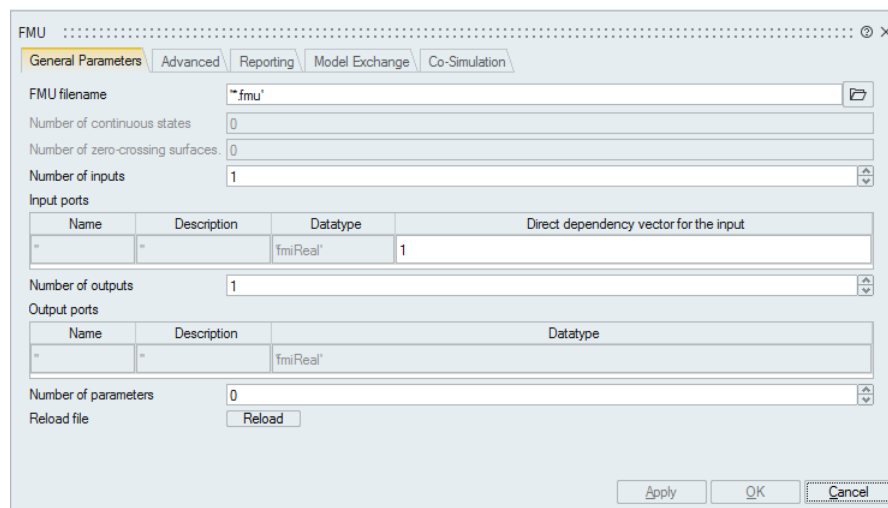 FMU
General Parameters Advanced Reporting Model Exchange Co-Simulation
FMU filename '*.fmu'
Number of continuous states 0
Number of zero-crossing surfaces. 0
Number of inputs 1
Input ports
Name Description Datatype Direct dependency vector for the input
'' '' 'fmiReal' 1
Number of outputs 1
Output ports
Name Description Datatype
'' '' 'fmiReal'
Number of parameters 0
Reload file Reload
Apply OK Cancel